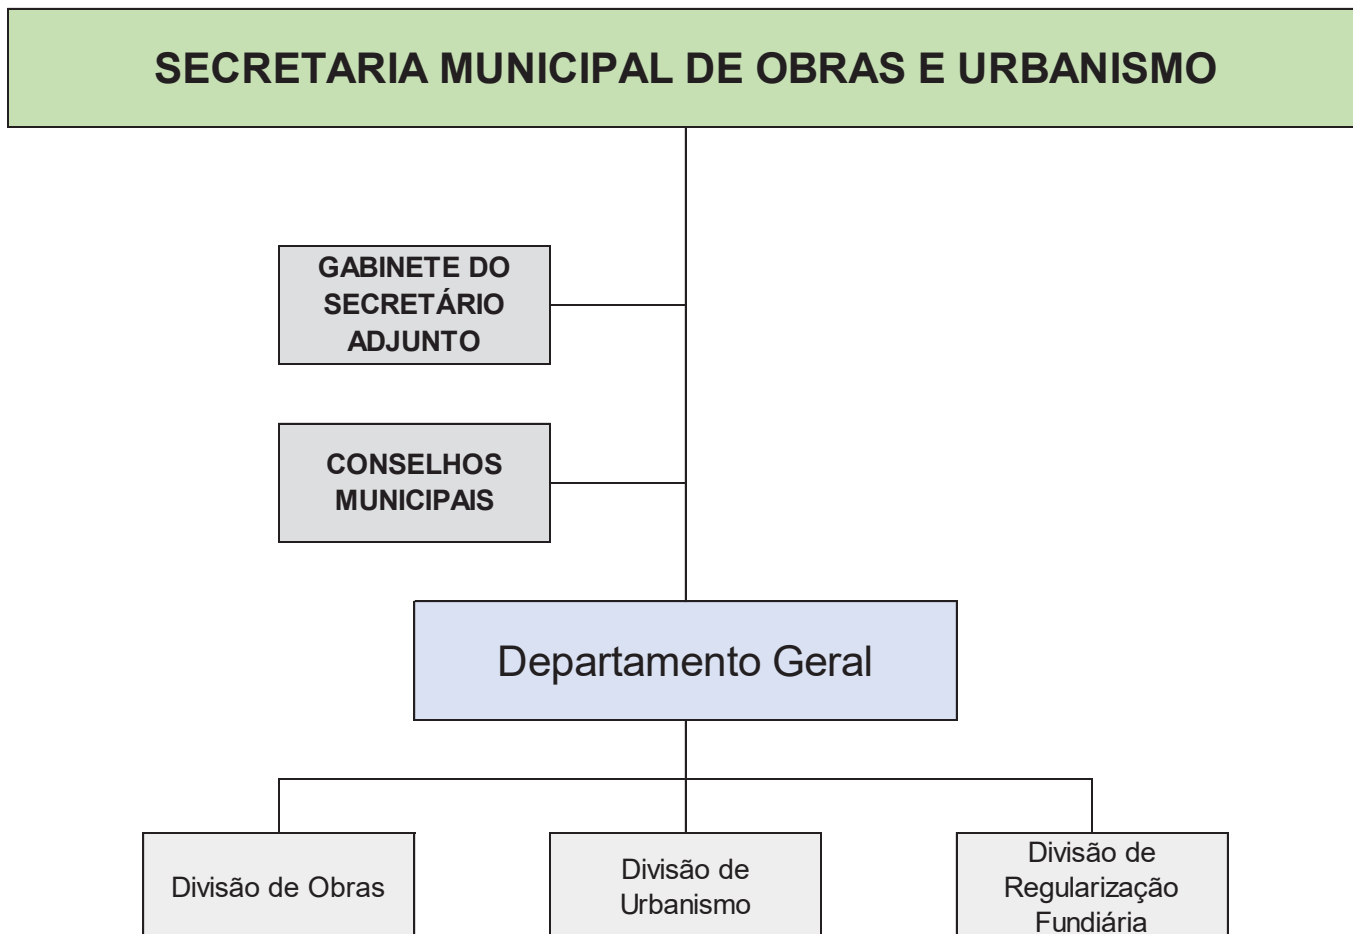 SECRETARIA MUNICIPAL DE OBRAS E URBANISMO
GABINETE DO
SECRETÁRIO
ADJUNTO
CONSELHOS
MUNICIPAIS
Departamento Geral
Divisão de Obras
Divisão de
Urbanismo
Divisão de
Regularização
Fundiária